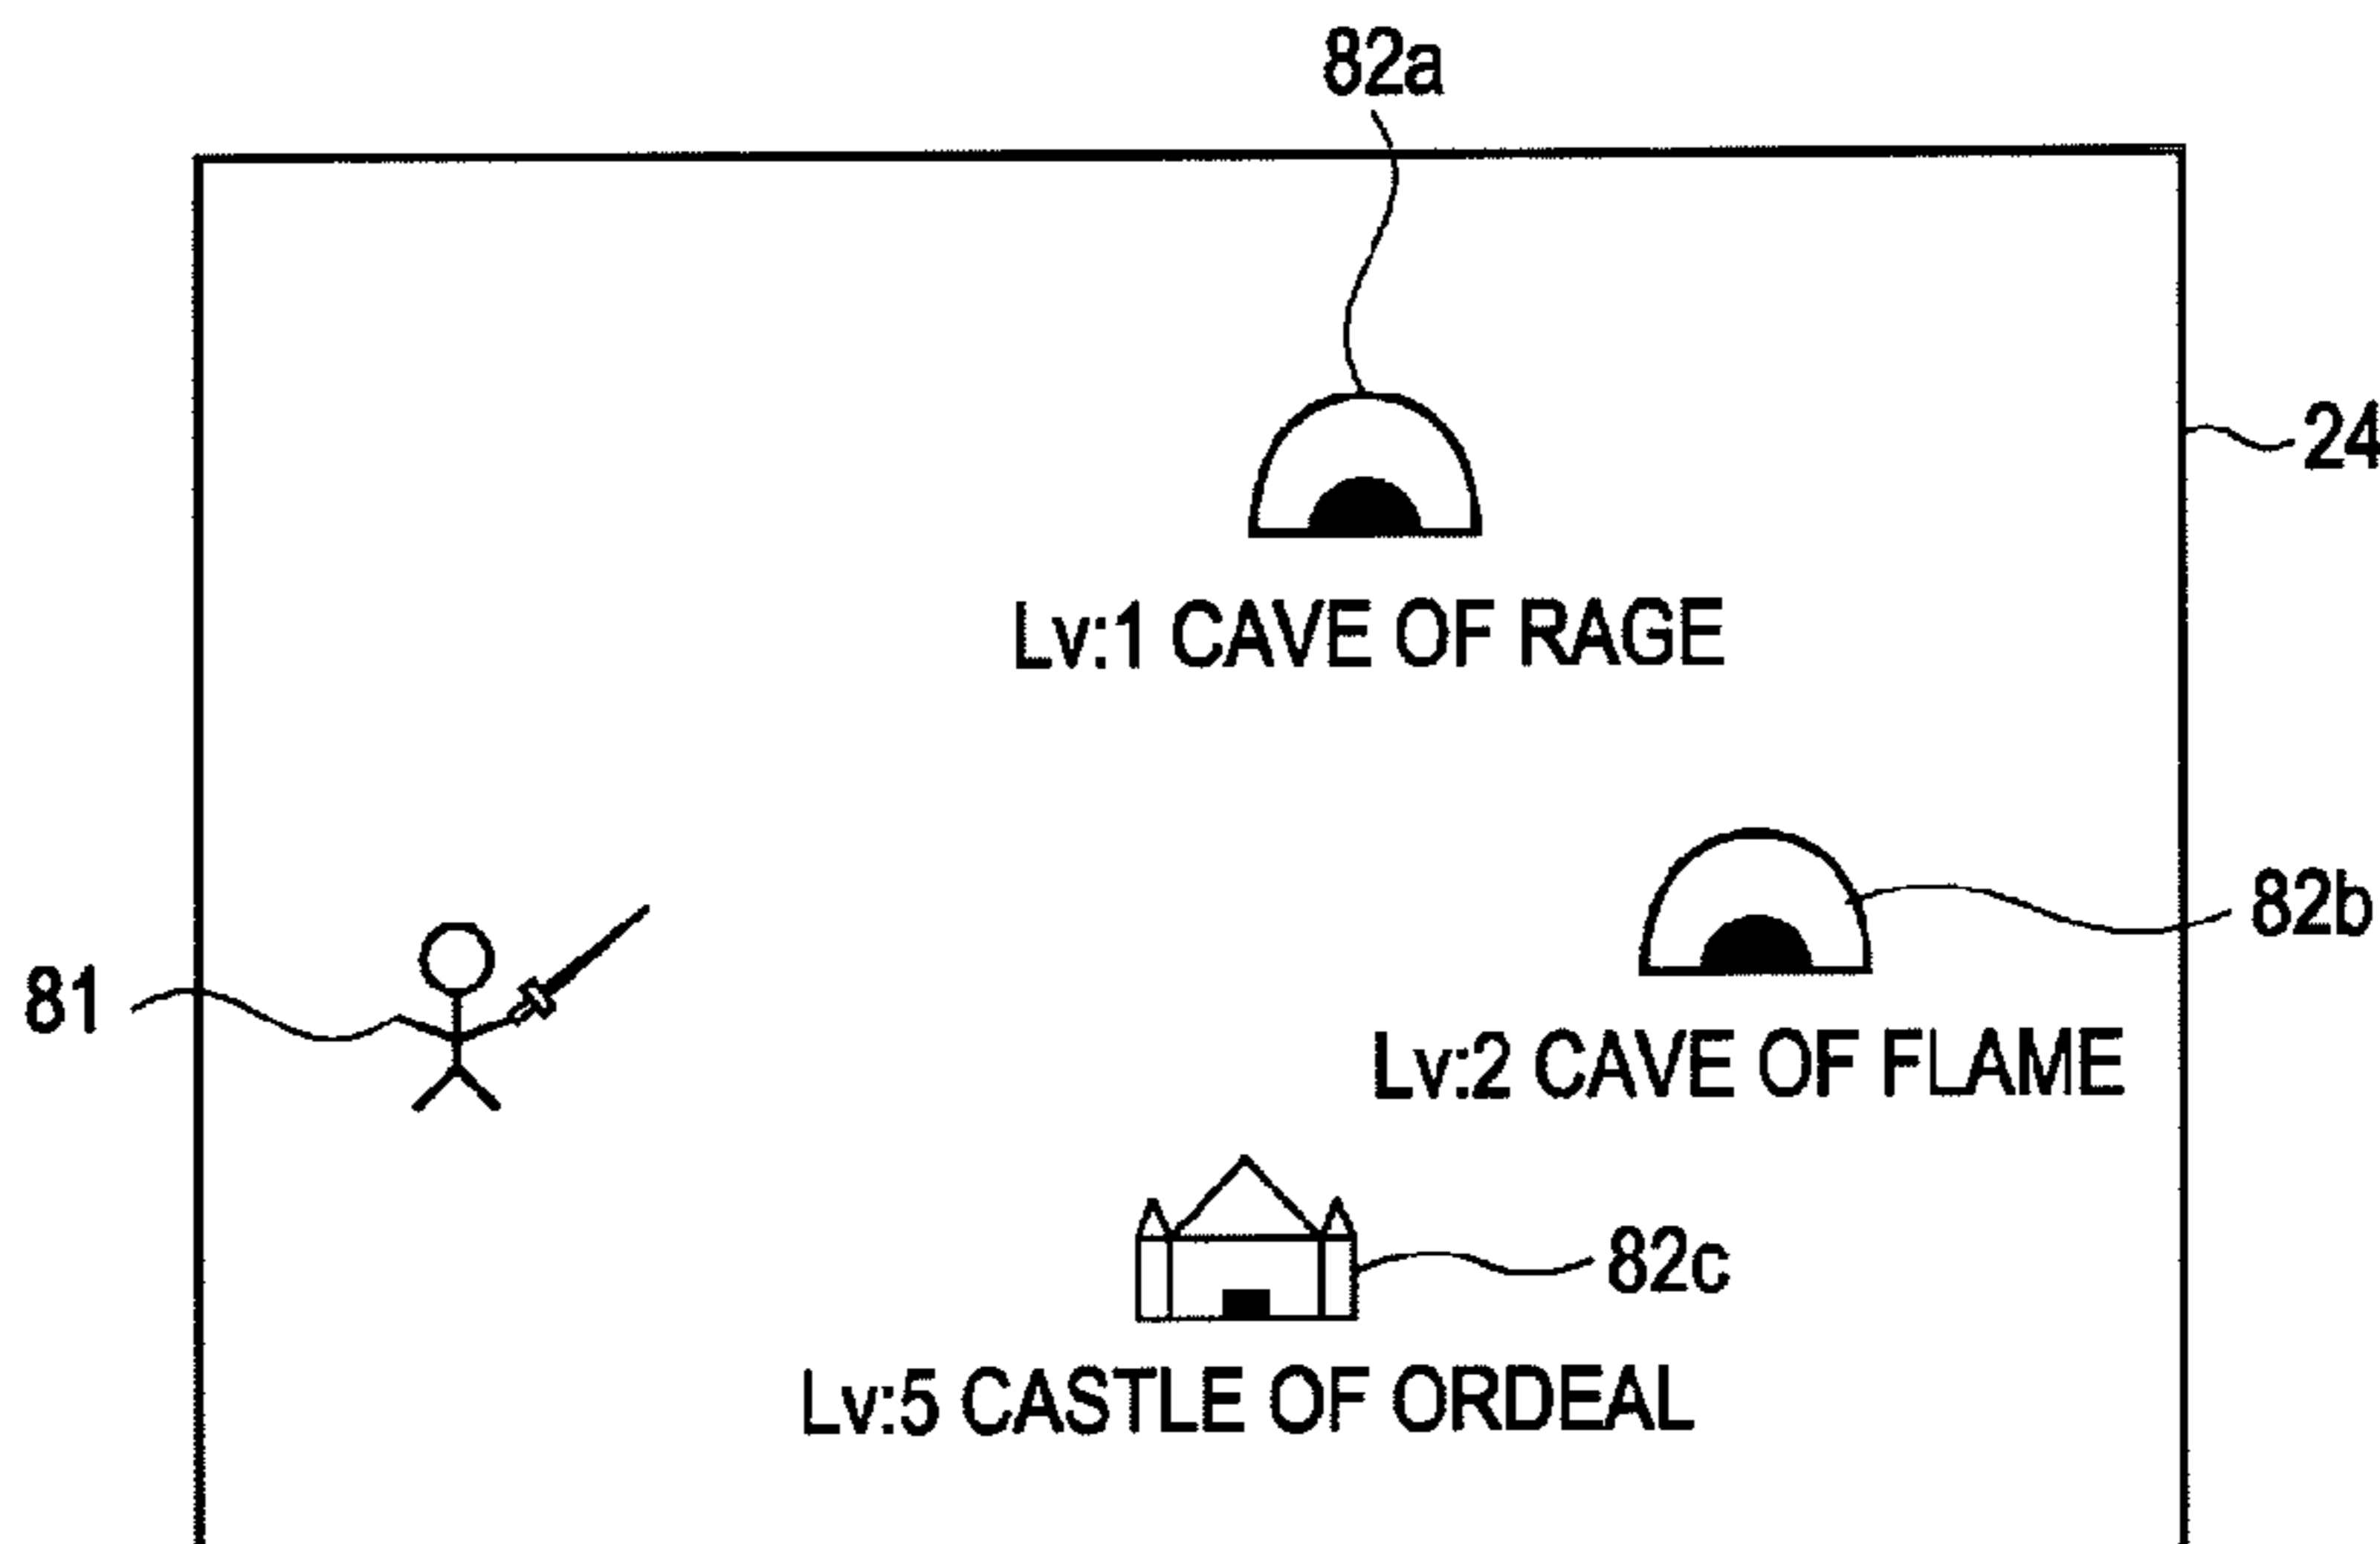 82a
24
Lv:1 CAVE OF RAGE
82b
81
Lv:2 CAVE OF FLAME
82c
Lv:5 CASTLE OF ORDEAL